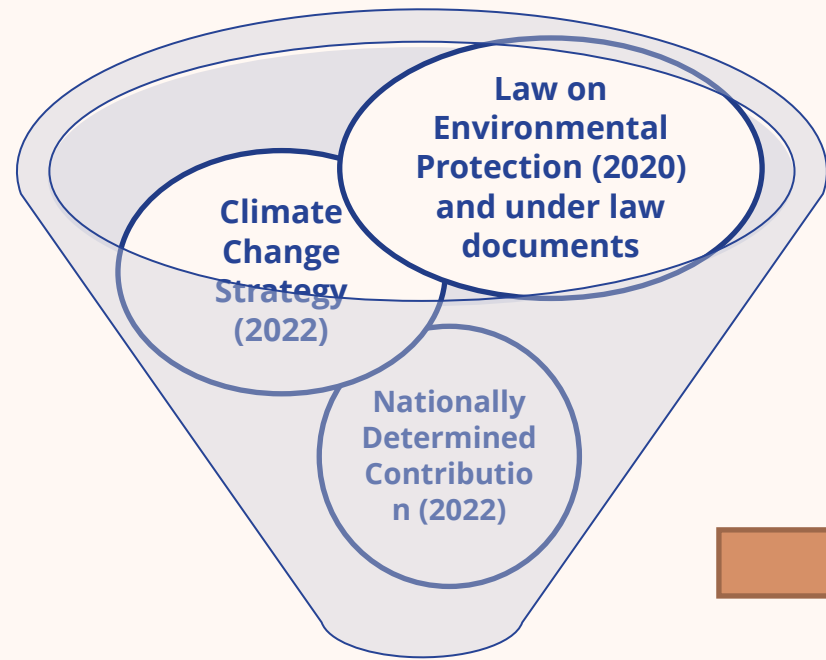 Law on
Environmental
Protection (2020)
and under law
documents
Climate
Change
Strategy
(2022)
Nationally
Determined
Contributio
n (2022)